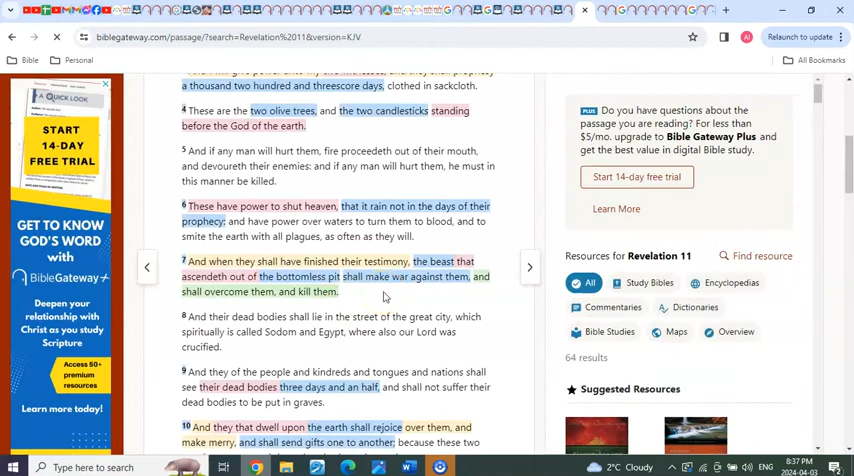 biblegateway.com/passage/?search=Revelation%2011&version=KJV
AI
Relaunch to update
Bible
Personal
All Bookmarks
A QUICK LOOK
START
14-DAY
FREE TRIAL
GET TO KNOW
GOD'S WORD
with
BibleGateway+
Deepen your
relationship with
Christ as you study
Scripture
Access 50+
premium
resources
Learn more today!
a thousand two hundred and threescore days, clothed in sackcloth.
4 These are the two olive trees, and the two candlesticks standing
before the God of the earth.
5 And if any man will hurt them, fire proceedeth out of their mouth,
and devoureth their enemies: and if any man will hurt them, he must in
this manner be killed.
6 These have power to shut heaven, that it rain not in the days of their
prophecy: and have power over waters to turn them to blood, and to
smite the earth with all plagues, as often as they will.
7 And when they shall have finished their testimony, the beast that
ascendeth out of the bottomless pit shall make war against them, and
shall overcome them, and kill them.
8 And their dead bodies shall lie in the street of the great city, which
spiritually is called Sodom and Egypt, where also our Lord was
crucified.
9 And they of the people and kindreds and tongues and nations shall
see their dead bodies three days and an half, and shall not suffer their
dead bodies to be put in graves.
10 And they that dwell upon the earth shall rejoice over them, and
make merry, and shall send gifts one to another; because these two
PLUS Do you have questions about the
passage you are reading? For less than
$5/mo. upgrade to Bible Gateway Plus and
get the best value in digital Bible study.
Start 14-day free trial
Learn More
Resources for Revelation 11
Find resource
All
Study Bibles
Encyclopedias
Commentaries
Dictionaries
Bible Studies
Maps
Overview
64 results
Suggested Resources
Type here to search
2°C Cloudy
ENG
8:37 PM
2024-04-03